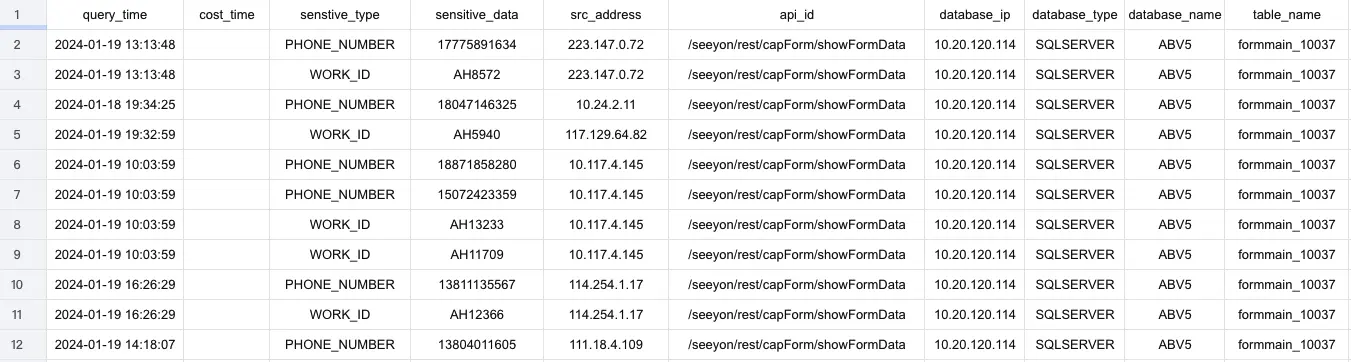 1 query_time cost_time senstive_type sensitive_data src_address api_id database_ip database_type database_name table_name
2 2024-01-19 13:13:48 PHONE_NUMBER 17775891634 223.147.0.72 /seeyon/rest/capForm/showFormData 10.20.120.114 SQLSERVER ABV5 formmain_10037
3 2024-01-19 13:13:48 WORK_ID AH8572 223.147.0.72 /seeyon/rest/capForm/showFormData 10.20.120.114 SQLSERVER ABV5 formmain_10037
4 2024-01-18 19:34:25 PHONE_NUMBER 18047146325 10.24.2.11 /seeyon/rest/capForm/showFormData 10.20.120.114 SQLSERVER ABV5 formmain_10037
5 2024-01-19 19:32:59 WORK_ID AH5940 117.129.64.82 /seeyon/rest/capForm/showFormData 10.20.120.114 SQLSERVER ABV5 formmain_10037
6 2024-01-19 10:03:59 PHONE_NUMBER 18871858280 10.117.4.145 /seeyon/rest/capForm/showFormData 10.20.120.114 SQLSERVER ABV5 formmain_10037
7 2024-01-19 10:03:59 PHONE_NUMBER 15072423359 10.117.4.145 /seeyon/rest/capForm/showFormData 10.20.120.114 SQLSERVER ABV5 formmain_10037
8 2024-01-19 10:03:59 WORK_ID AH13233 10.117.4.145 /seeyon/rest/capForm/showFormData 10.20.120.114 SQLSERVER ABV5 formmain_10037
9 2024-01-19 10:03:59 WORK_ID AH11709 10.117.4.145 /seeyon/rest/capForm/showFormData 10.20.120.114 SQLSERVER ABV5 formmain_10037
10 2024-01-19 16:26:29 PHONE_NUMBER 13811135567 114.254.1.17 /seeyon/rest/capForm/showFormData 10.20.120.114 SQLSERVER ABV5 formmain_10037
11 2024-01-19 16:26:29 WORK_ID AH12366 114.254.1.17 /seeyon/rest/capForm/showFormData 10.20.120.114 SQLSERVER ABV5 formmain_10037
12 2024-01-19 14:18:07 PHONE_NUMBER 13804011605 111.18.4.109 /seeyon/rest/capForm/showFormData 10.20.120.114 SQLSERVER ABV5 formmain_10037